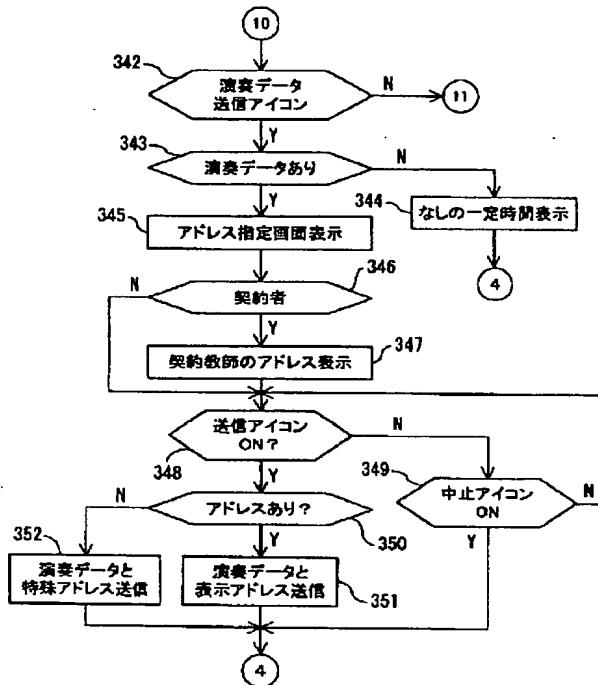 10
342
演奏データ
送信アイコン
N
11
Y
343
演奏データあり
N
Y
344
なしの一定時間表示
4
345
アドレス指定画面表示
346
N
契約者
Y
347
契約教師のアドレス表示
送信アイコン
ON?
N
348
Y
349
中止アイコン
ON
N
Y
N
アドレスあり?
350
Y
352
演奏データと
特殊アドレス送信
演奏データと
表示アドレス送信
351
4